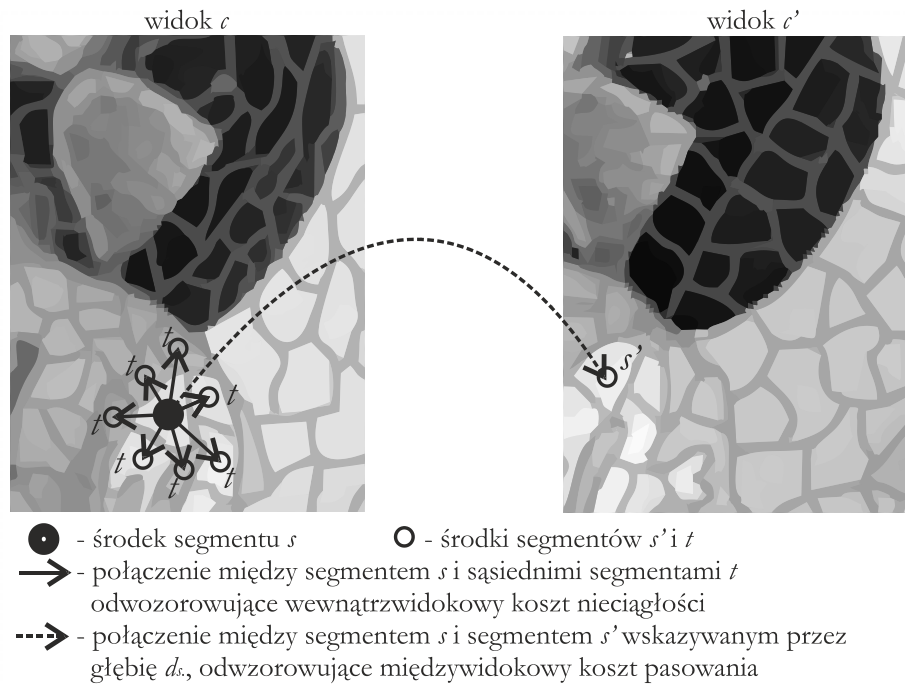 widok c
widok c’
t
t
t
t
t
t
t
s’
- środek segmentu s
- środki segmentów s’ i t
- połączenie między segmentem s i sąsiednimi segmentami t
odwozorowujące wewnątrzwidokowy koszt nieciągłości
- połączenie między segmentem s i segmentem s’ wskazywanym przez
głębię ds., odwzorowujące międzywidokowy koszt pasowania